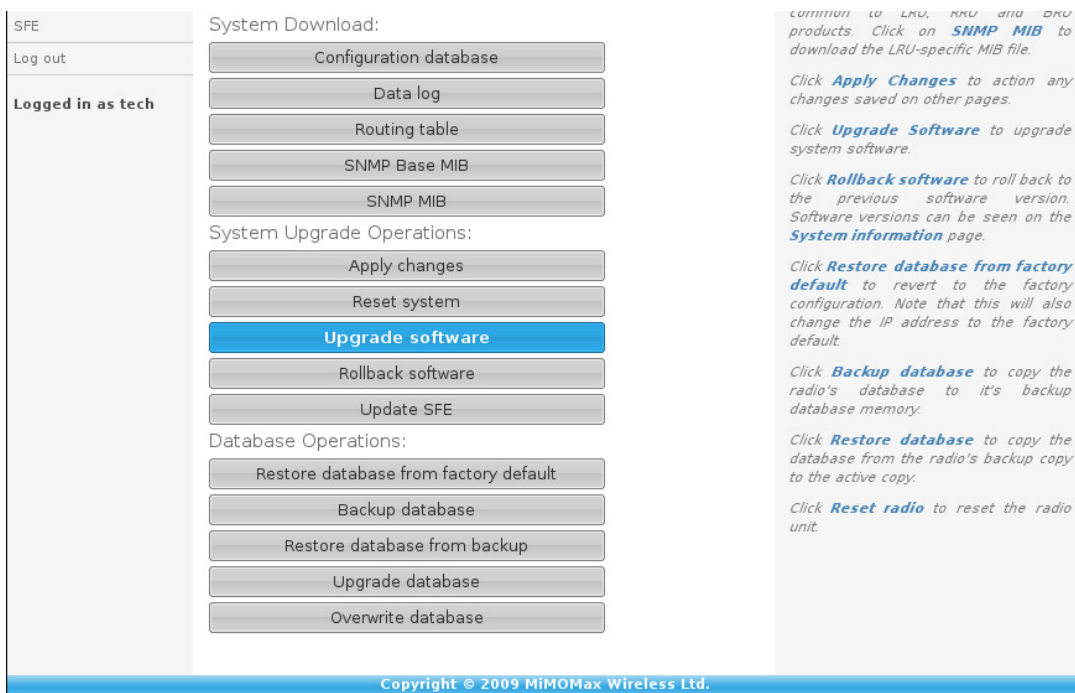 SFE
Log out
Logged in as tech
System Download:
Configuration database
Data log
Routing table
SNMP Base MIB
SNMP MIB
System Upgrade Operations:
Apply changes
Reset system
Upgrade software
Rollback software
Update SFE
Database Operations:
Restore database from factory default
Backup database
Restore database from backup
Upgrade database
Overwrite database
common to LRU, RRU and BRU
products. Click on SNMP MIB to
download the LRU-specific MIB file.
Click Apply Changes to action any
changes saved on other pages.
Click Upgrade Software to upgrade
system software.
Click Rollback software to roll back to
the previous software version.
Software versions can be seen on the
System information page.
Click Restore database from factory
default to revert to the factory
configuration. Note that this will also
change the IP address to the factory
default.
Click Backup database to copy the
radio's database to it's backup
database memory.
Click Restore database to copy the
database from the radio's backup copy
to the active copy.
Click Reset radio to reset the radio
unit.
Copyright © 2009 MiMOMax Wireless Ltd.